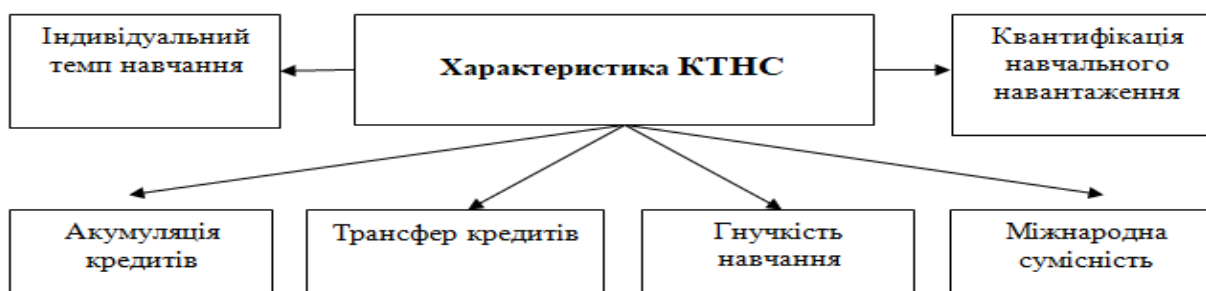 Індивідуальний
темп навчання
Характеристика КТНС
Квантифікація
навчального
навантаження
Акумуляція
кредитів
Трансфер кредитів
Гнучкість
навчання
Міжнародна
сумісність